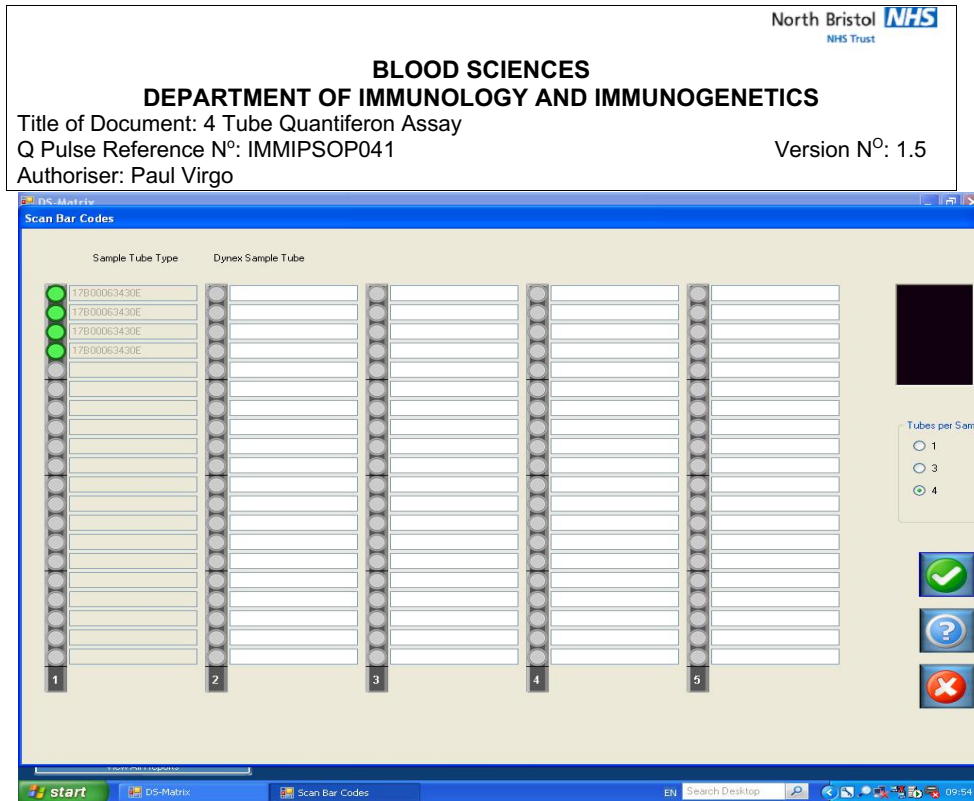 North Bristol NHS
NHS Trust
BLOOD SCIENCES
DEPARTMENT OF IMMUNOLOGY AND IMMUNOGENETICS
Title of Document: 4 Tube Quantiferon Assay
Q Pulse Reference Nº: IMMIPSOP041 Version Nº: 1.5
Authoriser: Paul Virgo
DS-Matrix
Scan Bar Codes
Sample Tube Type Dynex Sample Tube
17B00063430E
17B00063430E
17B00063430E
17B00063430E
Tubes per Sam
1
3
4
1 2 3 4 5
View All Reports
start DS-Matrix Scan Bar Codes EN Search Desktop 09:54